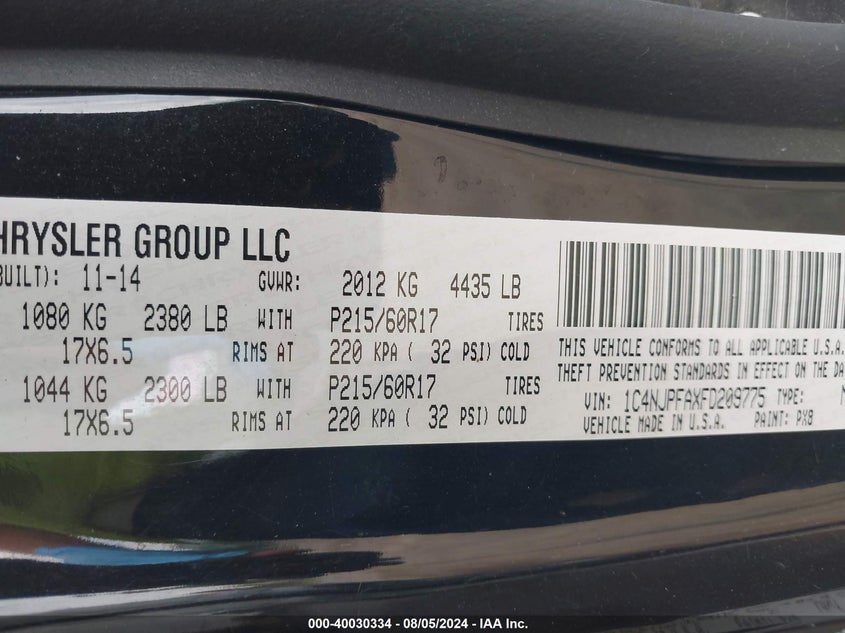 HRYSLER GROUP LLC
BUILT): 11-14 GVWR: 2012 KG 4435 LB
1080 KG 2380 LB WITH P215/60R17 TIRES
17X6.5 RIMS AT 220 KPA ( 32 PSI) COLD
1044 KG 2300 LB WITH P215/60R17 TIRES
17X6.5 RIMS AT 220 KPA ( 32 PSI) COLD
THIS VEHICLE CONFORMS TO ALL APPLICABLE U.S.A.
THEFT PREVENTION STANDARDS IN EFFECT ON THE DA
VIN: 1C4NJPFAXFD209775 TYPE: M
VEHICLE MADE IN U.S.A. PAINT: PX8
000-40030334 - 08/05/2024 - IAA Inc.